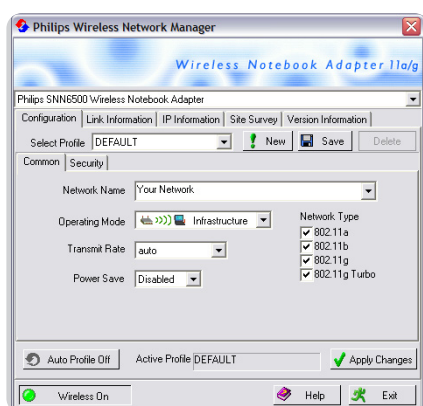 Philips Wireless Network Manager
Wireless Notebook Adapter 11a/g
Philips SNN6500 Wireless Notebook Adapter
Configuration Link Information IP Information Site Survey Version Information
Select Profile DEFAULT New Save Delete
Common Security
Network Name Your Network
Operating Mode Infrastructure Network Type
802.11a
802.11b
Transmit Rate auto 802.11g
802.11g Turbo
Power Save Disabled
Auto Profile Off Active Profile DEFAULT Apply Changes
Wireless On Help Exit